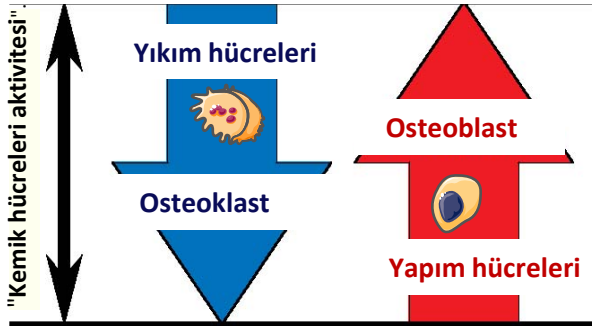 "Kemik hücreleri aktivitesi".
Yıkım hücreleri
Osteoklast
Osteoblast
Yapım hücreleri